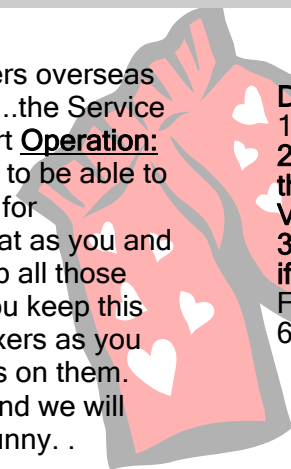 ers overseas
...the Service
rt Operation:
to be able to
for
at as you and
all those
ou keep this
xers as you
s on them.
nd we will
unny. .
D
1
2
th
V
3
if
F
6